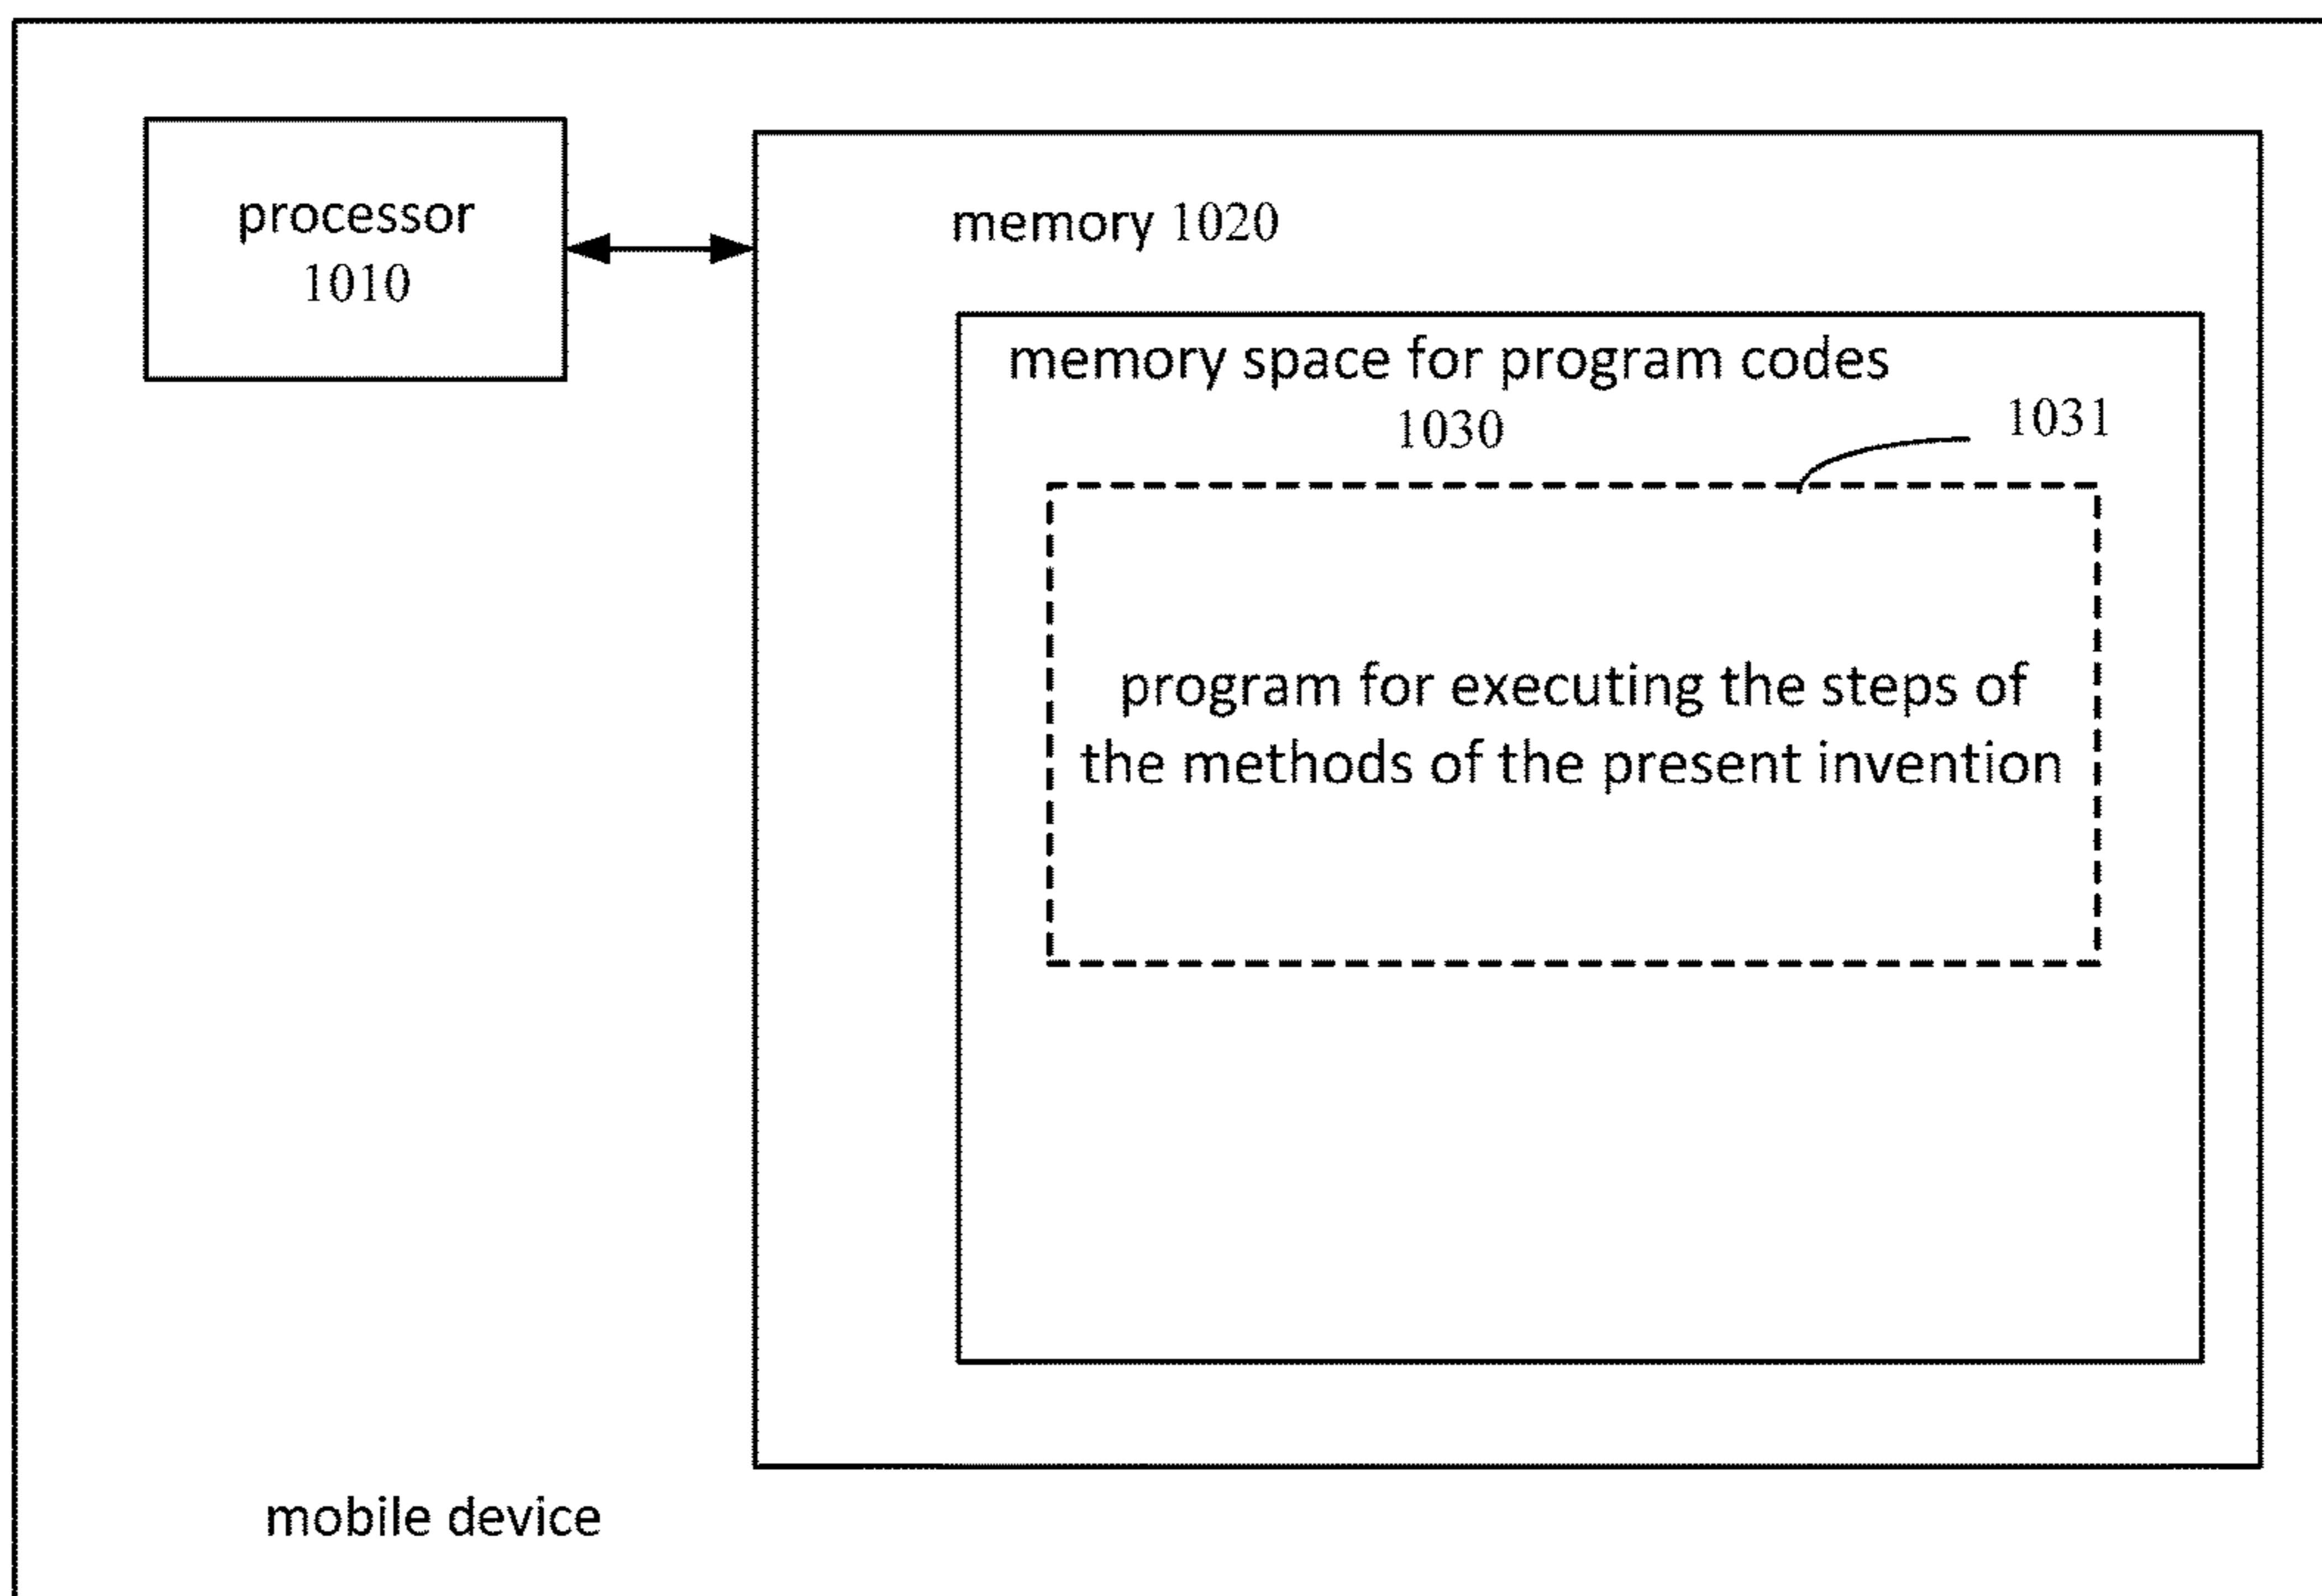 processor
1010
memory 1020
memory space for program codes
1030
1031
program for executing the steps of
the methods of the present invention
mobile device